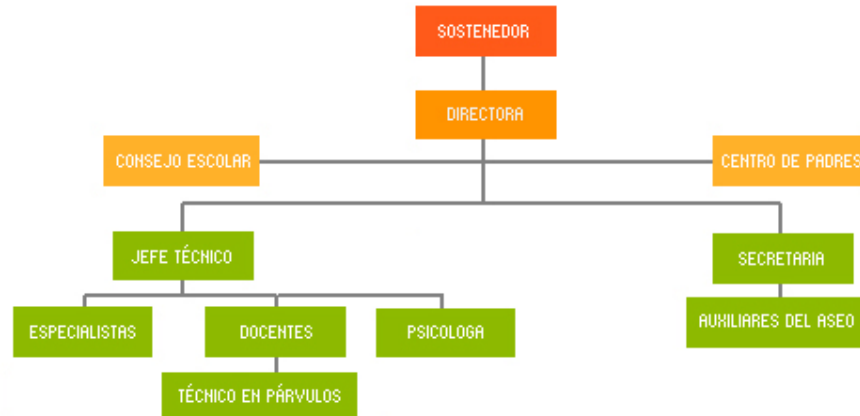 SOSTENEDOR
DIRECTORA
CONSEJO ESCOLAR
CENTRO DE PADRES
JEFE TÉCNICO
SECRETARIA
ESPECIALISTAS
DOCENTES
PSICOLOGA
AUXILIARES DEL ASEO
TÉCNICO EN PÁRVULOS